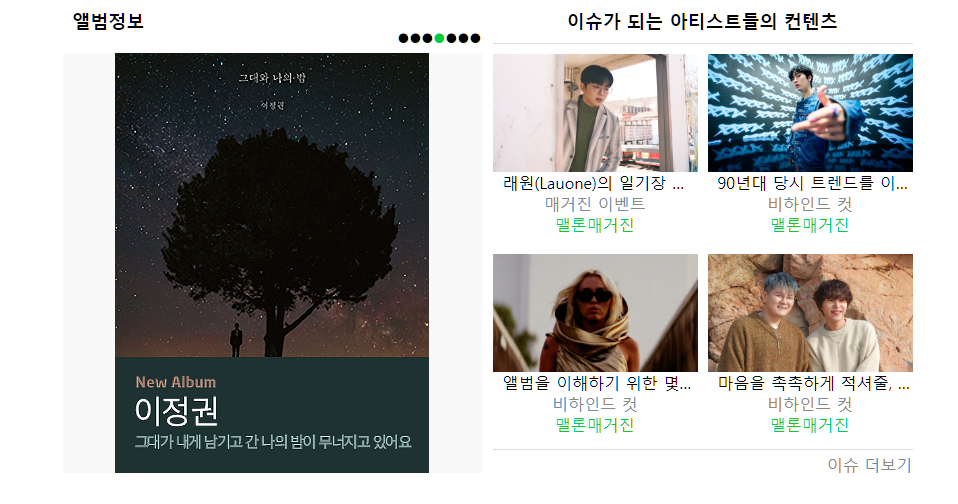 앨범정보
그대와 나의 밤
이정권
New Album
이정권
그대가 내게 남기고 간 나의 밤이 무너지고 있어요
이슈가 되는 아티스트들의 컨텐츠
래원(Lauone)의 일기장 ...
매거진 이벤트
맬론매거진
90년대 당시 트렌드를 이...
비하인드 컷
맬론매거진
앨범을 이해하기 위한 몇...
비하인드 컷
맬론매거진
마음을 촉촉하게 적셔줄, ...
비하인드 컷
맬론매거진
이슈 더보기